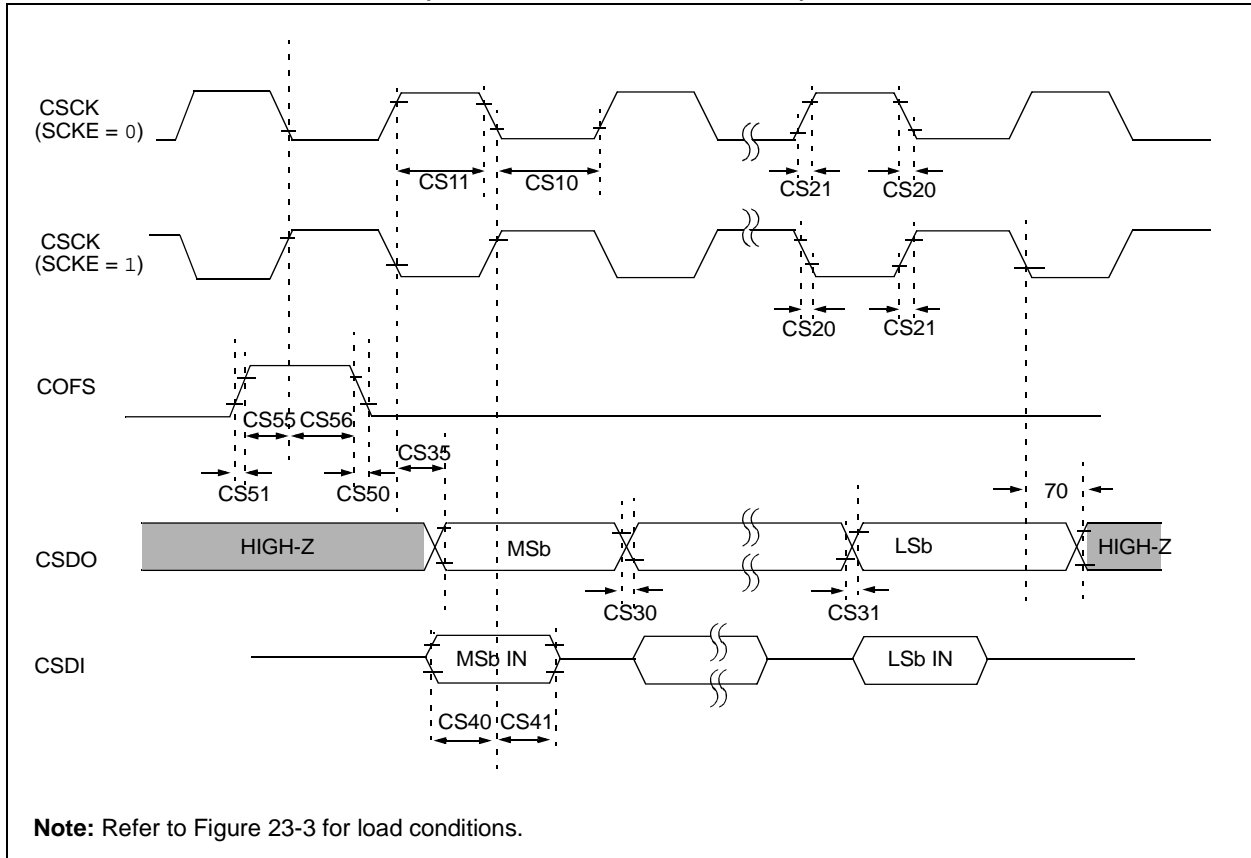 CSCK
(SCKE = 0)
CS11
CS10
CS21
CS20
CSCK
(SCKE = 1)
CS20
CS21
COFS
CS55
CS56
CS35
CS51
CS50
70
CSDO
HIGH-Z
MSb
LSb
HIGH-Z
CS30
CS31
CSDI
MSb IN
LSb IN
CS40
CS41
Note: Refer to Figure 23-3 for load conditions.